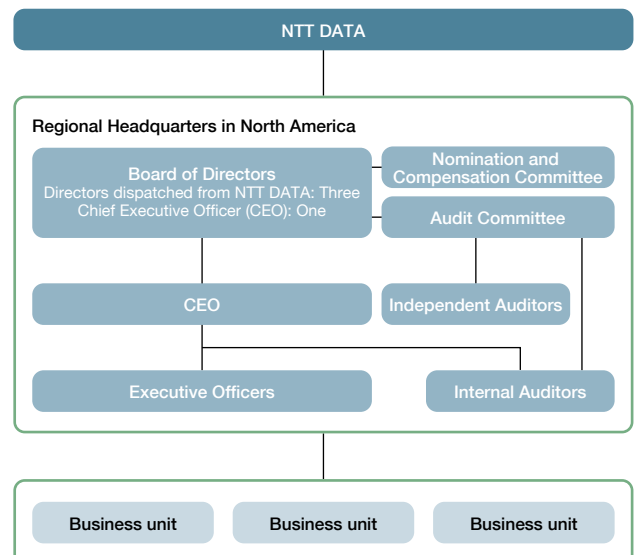 NTT DATA
Regional Headquarters in North America
Board of Directors
Directors dispatched from NTT DATA: Three
Chief Executive Officer (CEO): One
Nomination and
Compensation Committee
Audit Committee
CEO
Independent Auditors
Executive Officers
Internal Auditors
Business unit
Business unit
Business unit